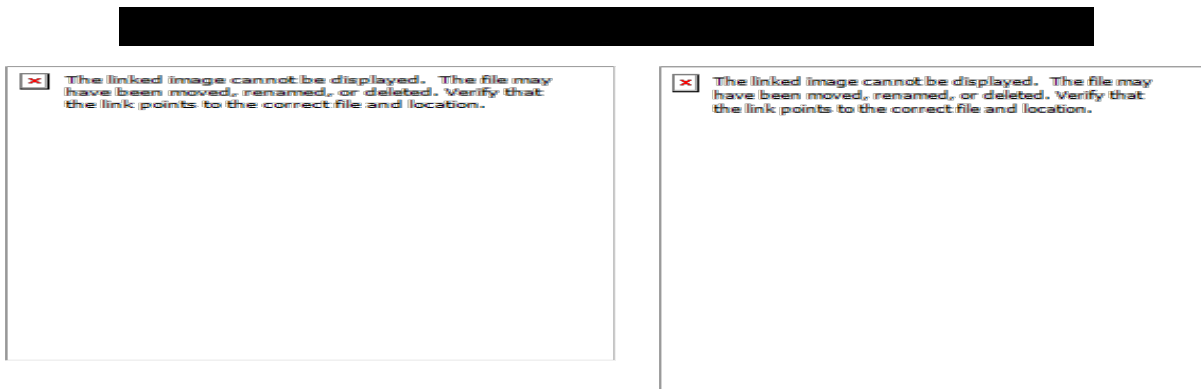 The linked image cannot be displayed.  The file may
have been moved, renamed, or deleted. Verify that
the link points to the correct file and location.
The linked image cannot be displayed.  The file may
have been moved, renamed, or deleted. Verify that
the link points to the correct file and location.